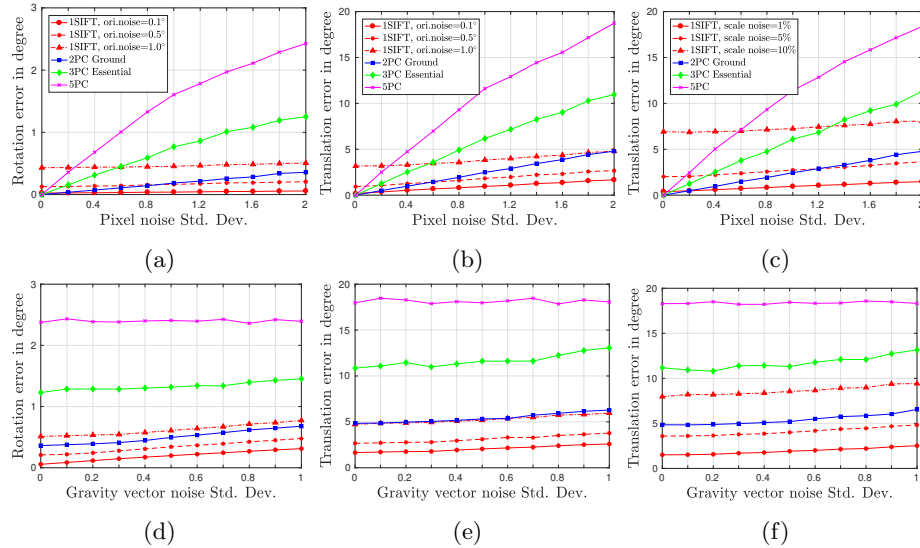 Rotation error in degree
3
2
1
0
1SIFT, ori.noise=0.1°
1SIFT, ori.noise=0.5°
1SIFT, ori.noise=1.0°
2PC Ground
3PC Essential
5PC
0 0.4 0.8 1.2 1.6 2
Pixel noise Std. Dev.
(a)
Translation error in degree
20
15
10
5
0
1SIFT, ori.noise=0.1°
1SIFT, ori.noise=0.5°
1SIFT, ori.noise=1.0°
2PC Ground
3PC Essential
5PC
0 0.4 0.8 1.2 1.6 2
Pixel noise Std. Dev.
(b)
Translation error in degree
20
15
10
5
0
1SIFT, scale noise=1%
1SIFT, scale noise=5%
1SIFT, scale noise=10%
2PC Ground
3PC Essential
5PC
0 0.4 0.8 1.2 1.6 2
Pixel noise Std. Dev.
(c)
Rotation error in degree
3
2
1
0
0 0.2 0.4 0.6 0.8 1
Gravity vector noise Std. Dev.
(d)
Translation error in degree
20
15
10
5
0
0 0.2 0.4 0.6 0.8 1
Gravity vector noise Std. Dev.
(e)
Translation error in degree
20
15
10
5
0
0 0.2 0.4 0.6 0.8 1
Gravity vector noise Std. Dev.
(f)